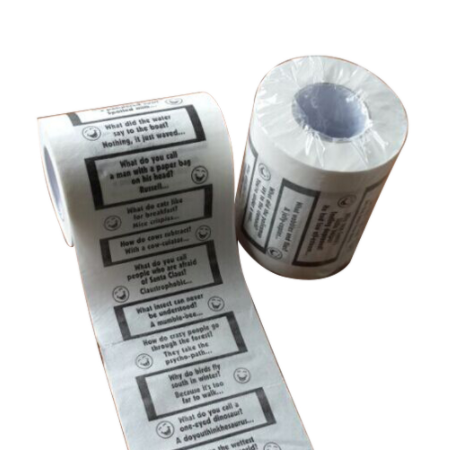 What did the water
say to the boat?
Nothing, it just waved...
What do you call
a man with a paper bag
on his head?
Russell...
What do cats like
for breakfast?
Mice crispies...
How do cows subtract?
With a cow-culator...
What do you call
people who are afraid
of Santa Claus?
Claustrophobic...
What insect can never
be understood?
A mumble-bee...
How do crazy people go
through the forest?
They take the
psycho-path...
Why do birds fly
south in winter?
Because it's too
far to walk...
What do you call a
one-eyed dinosaur?
A doyouthinkhesaurus...
the wettest